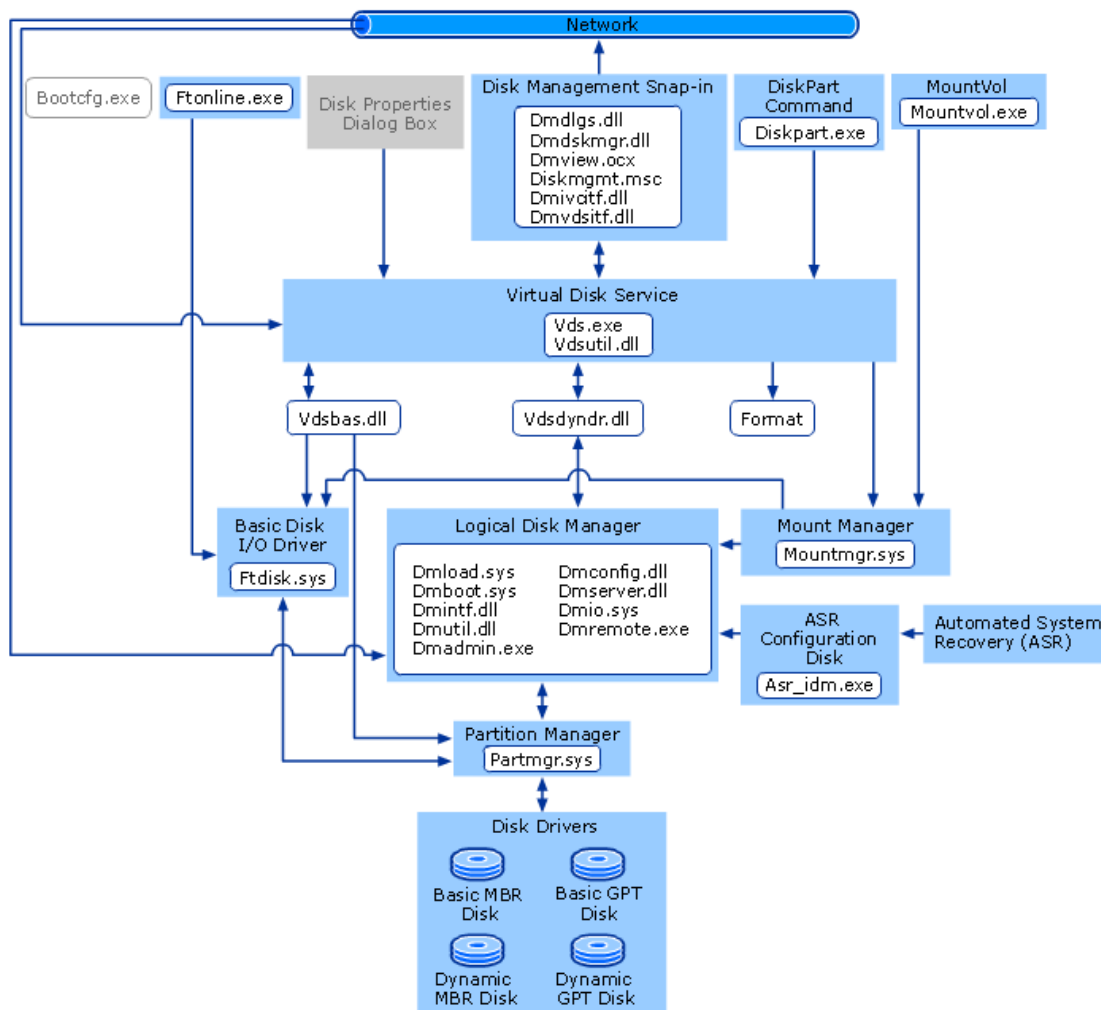 Network
Bootcfg.exe
Ftonline.exe
Disk Properties
Dialog Box
Disk Management Snap-in
Dmdlgs.dll
Dmdskmgr.dll
Dmview.ocx
Diskmgmt.msc
Dmivcitf.dll
Dmvdsitf.dll
DiskPart
Command
Diskpart.exe
MountVol
Mountvol.exe
Virtual Disk Service
Vds.exe
Vdsutil.dll
Vdsbas.dll
Vdsdyndr.dll
Format
Basic Disk
I/O Driver
Ftdisk.sys
Logical Disk Manager
Dmload.sys
Dmboot.sys
Dmintf.dll
Dmutil.dll
Dmadmin.exe
Dmconfig.dll
Dmserver.dll
Dmio.sys
Dmremote.exe
Mount Manager
Mountmgr.sys
ASR
Configuration
Disk
Asr_idm.exe
Automated System
Recovery (ASR)
Partition Manager
Partmgr.sys
Disk Drivers
Basic MBR
Disk
Basic GPT
Disk
Dynamic
MBR Disk
Dynamic
GPT Disk